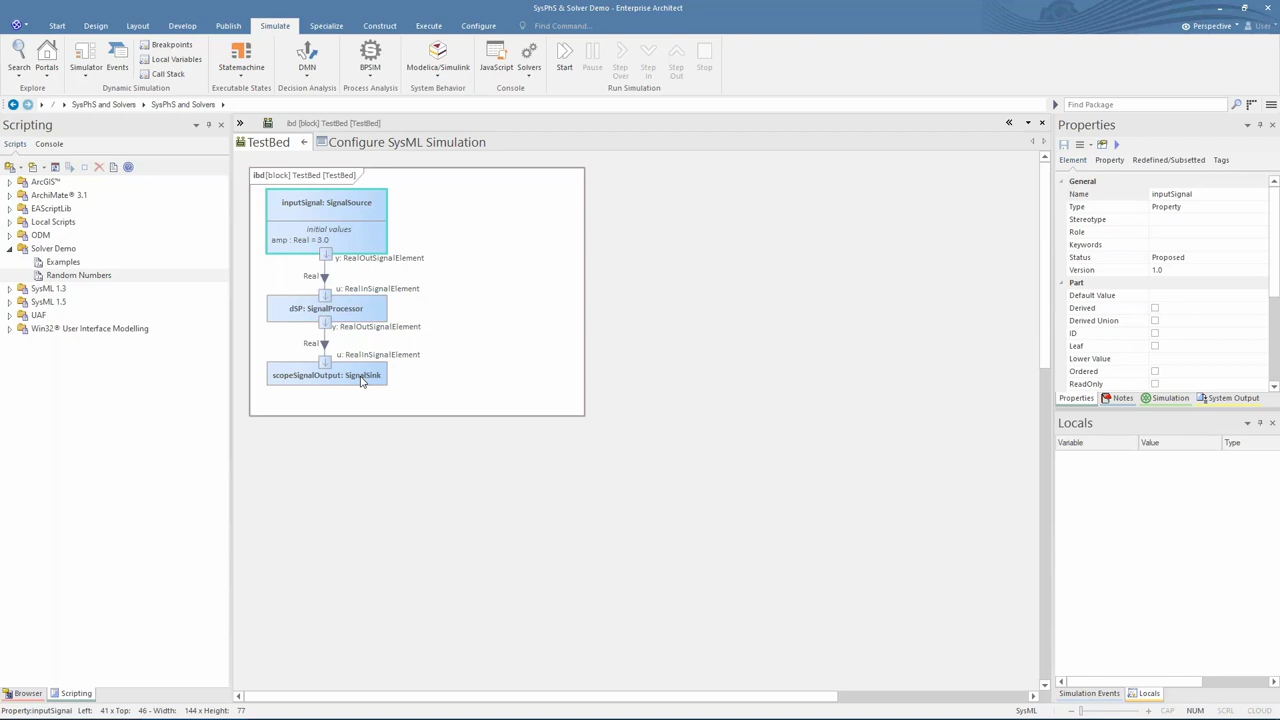 SysPhS & Solver Demo - Enterprise Architect
Start Design Layout Develop Publish Simulate Specialize Construct Execute Configure Find Command... Perspective User
Breakpoints
Local Variables
Call Stack
Search Portals Simulator Events Statemachine DMN BPSIM Modelica/Simulink JavaScript Solvers Start Pause Step Over Step In Step Out Stop
Explore Dynamic Simulation Executable States Decision Analysis Process Analysis System Behavior Console Run Simulation
/ SysPhS and Solvers SysPhS and Solvers Find Package
Scripting
Scripts Console
ArcGIS™
ArchiMate® 3.1
EAScriptLib
Local Scripts
ODM
Solver Demo
Examples
Random Numbers
SysML 1.3
SysML 1.5
UAF
Win32® User Interface Modelling
Browser Scripting
ibd [block] TestBed [TestBed]
TestBed Configure SysML Simulation
ibd [block] TestBed [TestBed]
inputSignal: SignalSource
initial values
amp : Real = 3.0
y: RealOutSignalElement
Real
u: RealInSignalElement
dSP: SignalProcessor
y: RealOutSignalElement
Real
u: RealInSignalElement
scopeSignalOutput: SignalSink
Properties
Element Property Redefined/Subsetted Tags
General
Name inputSignal
Type Property
Stereotype
Role
Keywords
Status Proposed
Version 1.0
Part
Default Value
Derived
Derived Union
ID
Leaf
Lower Value
Ordered
ReadOnly
Properties Notes Simulation System Output
Locals
Variable Value Type
Simulation Events Locals
Property:inputSignal Left: 41 x Top: 46 - Width: 144 x Height: 77 SysML CAP NUM SCRL CLOUD